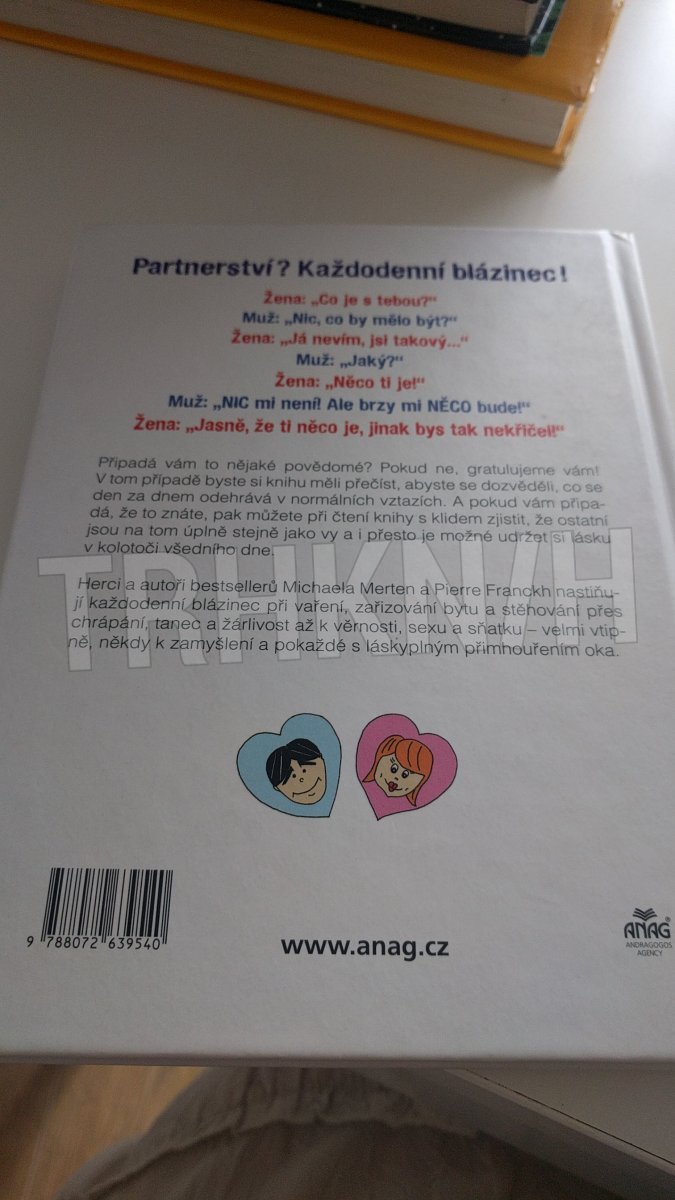 Partnerství? Každodenní blázinec!
Žena: „Co je s tebou?“
Muž: „Nic, co by mělo být?“
Žena: „Já nevím, jsi takový...“
Muž: „Jaký?“
Žena: „Něco ti je!“
Muž: „NIC mi není! Ale brzy mi NĚCO bude!“
Žena: „Jasně, že ti něco je, jinak bys tak nekřičel!“
Připadá vám to nějaké povědomé? Pokud ne, gratulujeme vám!
V tom případě byste si knihu měli přečíst, abyste se dozvěděli, co se
den za dnem odehrává v normálních vztazích. A pokud vám připa-
dá, že to znáte, pak můžete při čtení knihy s klidem zjistit, že ostatní
jsou na tom úplně stejně jako vy a i přesto je možné udržet si lásku
v kolotoči všedního dne.
Herci a autoři bestsellerů Michaela Merten a Pierre Franckh nastiňu-
jí každodenní blázinec při vaření, zařizování bytu a stěhování přes
chrápání, tanec a žárlivost až k věrnosti, sexu a sňatku – velmi vtip-
ně, někdy k zamyšlení a pokaždé s láskyplným přimhouřením oka.
TRHKNIH
9 788072 639540
www.anag.cz
ANAG®
ANDRAGOGOS
AGENCY